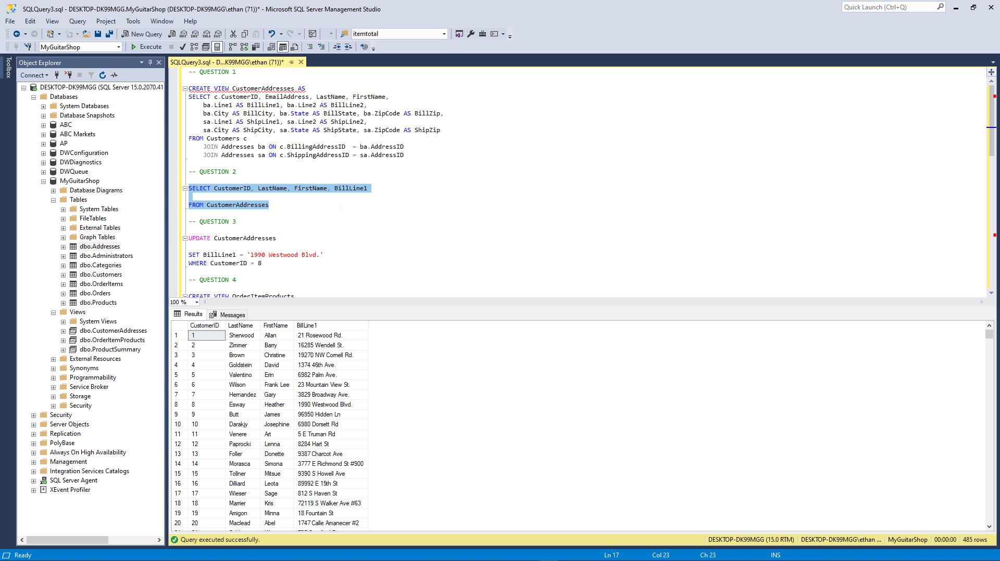 SQLQuery3.sql - DESKTOP-DK99MGG.MyGuitarShop (DESKTOP-DK99MGG\ethan (71))* - Microsoft SQL Server Management Studio
Quick Launch (Ctrl+Q)
File Edit View Query Project Tools Window Help
New Query
MDX DMX XMLA DAX
itemtotal
MyGuitarShop
Execute
Toolbox
Object Explorer
Connect
DESKTOP-DK99MGG (SQL Server 15.0.2070.41
Databases
System Databases
Database Snapshots
ABC
ABC Markets
AP
DWConfiguration
DWDiagnostics
DWQueue
MyGuitarShop
Database Diagrams
Tables
System Tables
FileTables
External Tables
Graph Tables
dbo.Addresses
dbo.Administrators
dbo.Categories
dbo.Customers
dbo.OrderItems
dbo.Orders
dbo.Products
Views
System Views
dbo.CustomerAddresses
dbo.OrderItemProducts
dbo.ProductSummary
External Resources
Synonyms
Programmability
Service Broker
Storage
Security
Security
Server Objects
Replication
PolyBase
Always On High Availability
Management
Integration Services Catalogs
SQL Server Agent
XEvent Profiler
SQLQuery3.sql - D...K99MGG\ethan (71))*
-- QUESTION 1
CREATE VIEW CustomerAddresses AS
SELECT c.CustomerID, EmailAddress, LastName, FirstName,
ba.Line1 AS BillLine1, ba.Line2 AS BillLine2,
ba.City AS BillCity, ba.State AS BillState, ba.ZipCode AS BillZip,
sa.Line1 AS ShipLine1, sa.Line2 AS ShipLine2,
sa.City AS ShipCity, sa.State AS ShipState, sa.ZipCode AS ShipZip
FROM Customers c
JOIN Addresses ba ON c.BillingAddressID = ba.AddressID
JOIN Addresses sa ON c.ShippingAddressID = sa.AddressID
-- QUESTION 2
SELECT CustomerID, LastName, FirstName, BillLine1
FROM CustomerAddresses
-- QUESTION 3
UPDATE CustomerAddresses
SET BillLine1 = '1990 Westwood Blvd.'
WHERE CustomerID = 8
-- QUESTION 4
CREATE VIEW OrderItemProducts
100 %
Results Messages
CustomerID LastName FirstName BillLine1
1 1 Sherwood Allan 21 Rosewood Rd.
2 2 Zimmer Barry 16285 Wendell St.
3 3 Brown Christine 19270 NW Cornell Rd.
4 4 Goldstein David 1374 46th Ave.
5 5 Valentino Erin 6982 Palm Ave.
6 6 Wilson Frank Lee 23 Mountain View St.
7 7 Hernandez Gary 3829 Broadway Ave.
8 8 Esway Heather 1990 Westwood Blvd.
9 9 Butt James 96950 Hidden Ln
10 10 Darakjy Josephine 6980 Dorsett Rd
11 11 Venere Art 5 E Truman Rd
12 12 Paprocki Lenna 8284 Hart St
13 13 Foller Donette 9387 Charcot Ave
14 14 Morasca Simona 3777 E Richmond St #900
15 15 Tollner Mitsue 9390 S Howell Ave
16 16 Dilliard Leota 89992 E 15th St
17 17 Wieser Sage 812 S Haven St
18 18 Marrier Kris 72119 S Walker Ave #63
19 19 Amigon Minna 18 Fountain St
20 20 Maclead Abel 1747 Calle Amanecer #2
Query executed successfully.
DESKTOP-DK99MGG (15.0 RTM) DESKTOP-DK99MGG\ethan ... MyGuitarShop 00:00:00 485 rows
Ready Ln 17 Col 23 Ch 23 INS